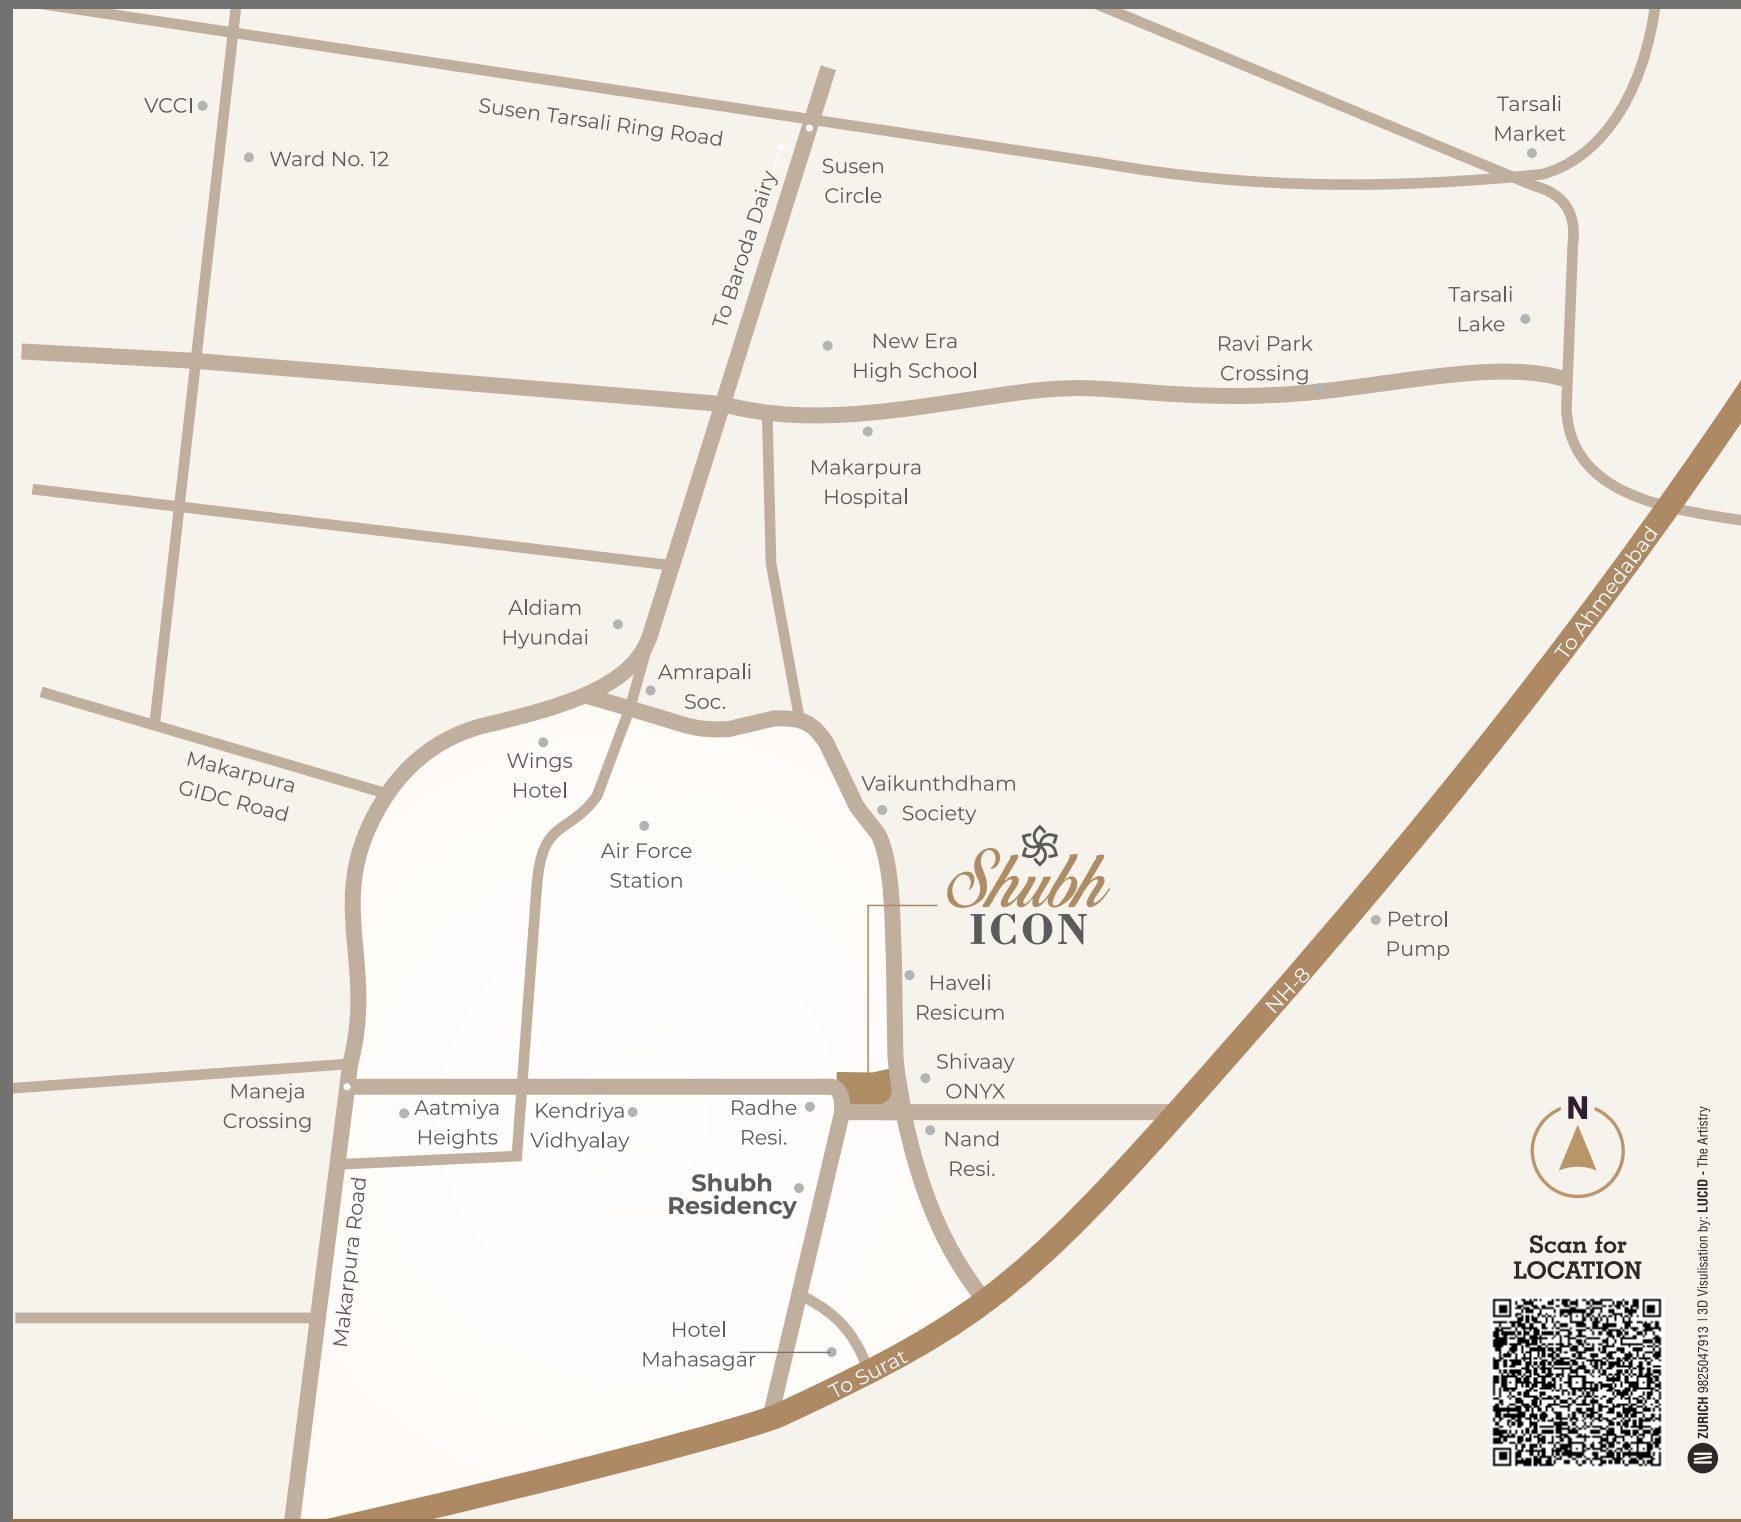 VCCI
Ward No. 12
Susen Tarsali Ring Road
Tarsali
Market
Susen
Circle
To Baroda Dairy
Tarsali
Lake
New Era
High School
Ravi Park
Crossing
Makarpura
Hospital
To Ahmedabad
Aldiam
Hyundai
Amrapali
Soc.
Makarpura
GIDC Road
Wings
Hotel
Vaikunthdham
Society
Air Force
Station
Shubh
ICON
Petrol
Pump
Haveli
Resicum
NH-8
Shivaay
ONYX
Maneja
Crossing
Aatmiya
Heights
Kendriya
Vidhyalay
Radhe
Resi.
Nand
Resi.
Shubh
Residency
Makarpura Road
Hotel
Mahasagar
To Surat
N
Scan for
LOCATION
ZURICH 9825047913 | 3D Visulisation by: LUCID - The Artistry